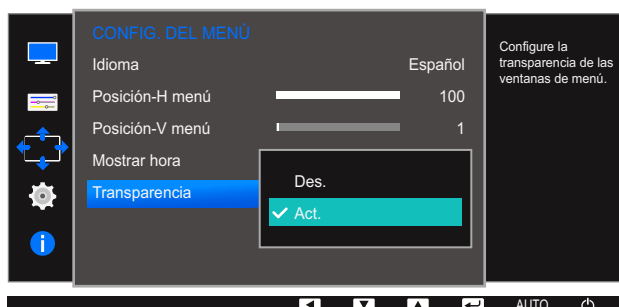 CONFIG. DEL MENÚ
Idioma Español
Posición-H menú 100
Posición-V menú 1
Mostrar hora
Transparencia
Des.
Act.
Configure la
transparencia de las
ventanas de menú.
AUTO